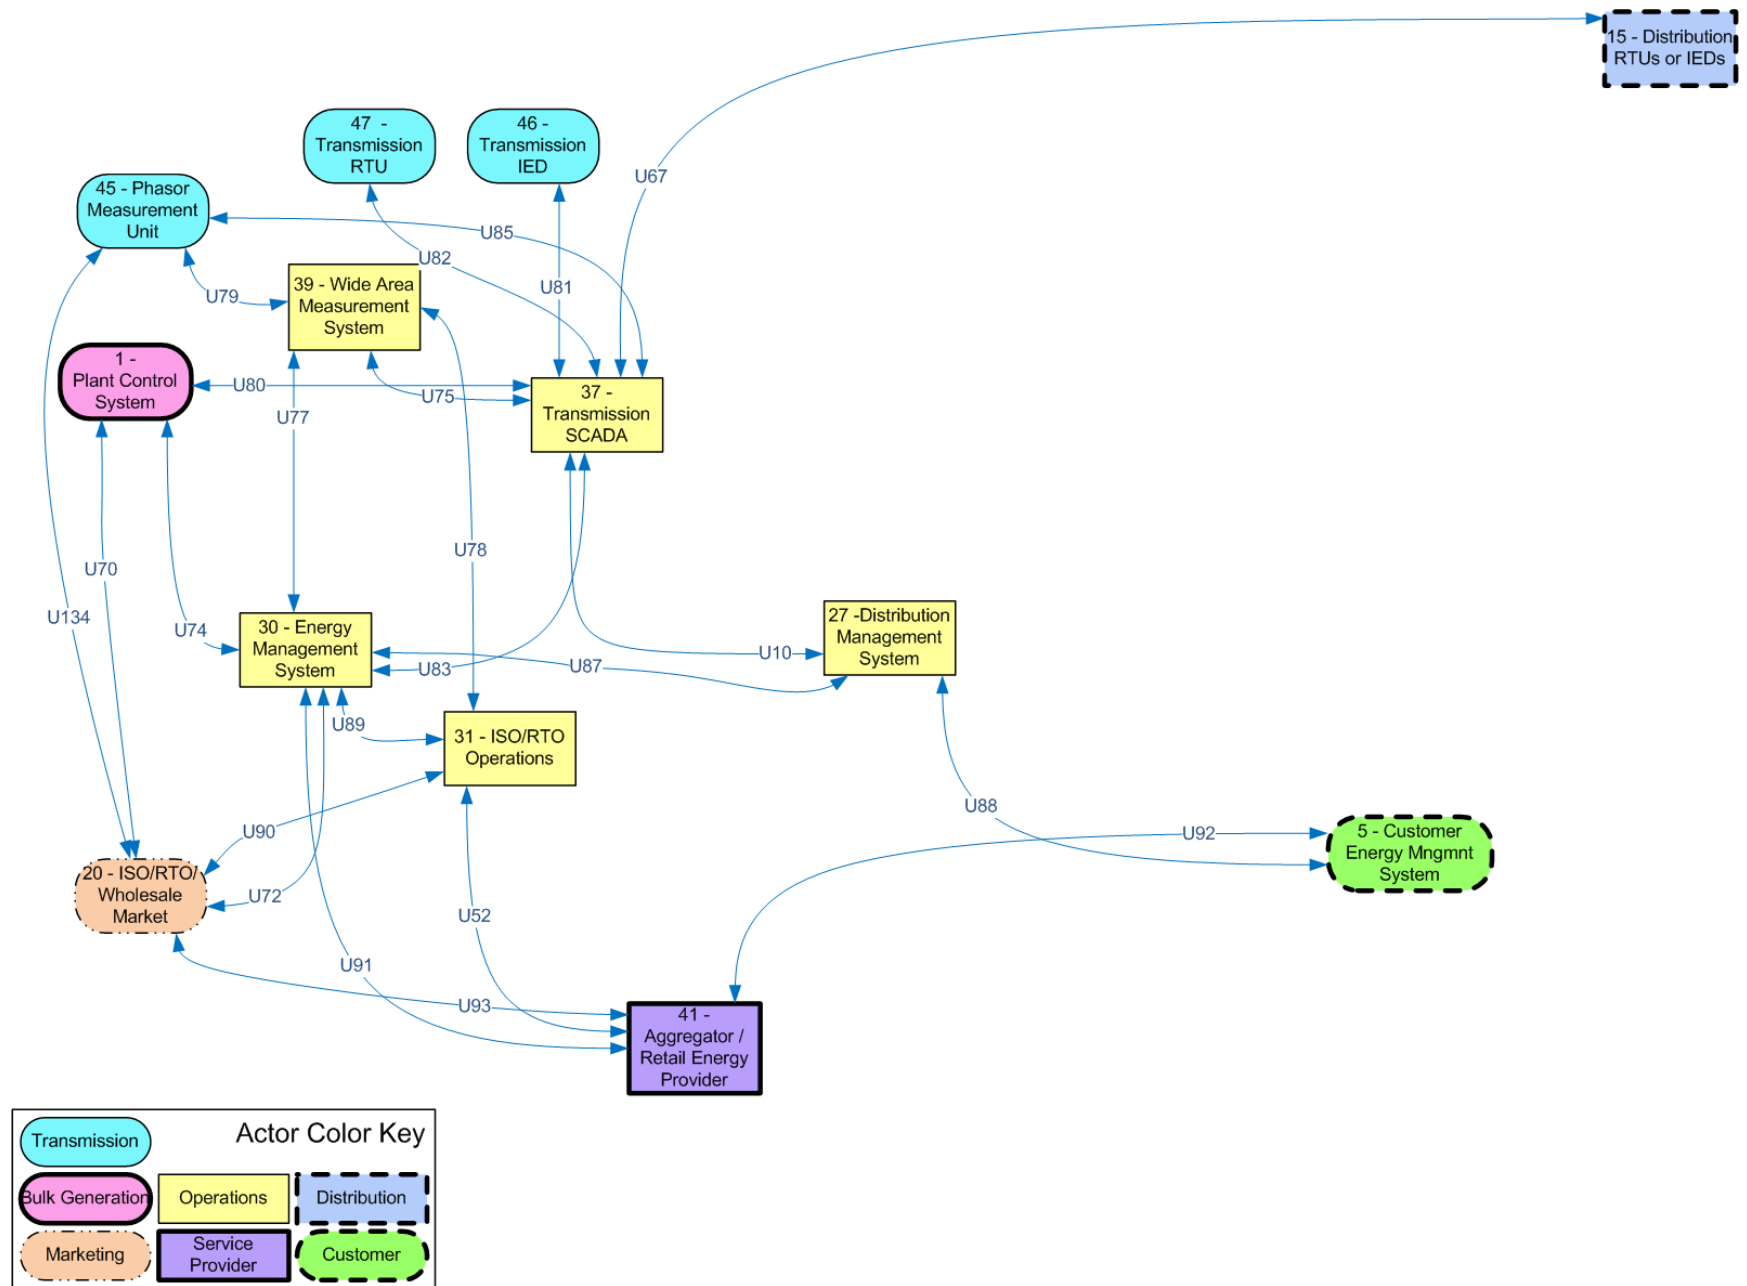 15 - Distribution
RTUs or IEDs
47  -
Transmission
RTU
46 -
Transmission
IED
U67
45 - Phasor
Measurement
Unit
U85
U82
39 - Wide Area
Measurement
System
U79
U81
1 -
Plant Control
System
U80
U75
U77
37 -
Transmission
SCADA
U78
U70
U134
U74
30 - Energy
Management
System
U83
U87
U10
27 -Distribution
Management
System
U89
31 - ISO/RTO
Operations
U90
U88
U92
5 - Customer
Energy Mngmnt
System
20 - ISO/RTO/
Wholesale
Market
U72
U52
U91
U93
41 -
Aggregator /
Retail Energy
Provider
Actor Color Key
Transmission
Bulk Generation
Operations
Distribution
Marketing
Service
Provider
Customer